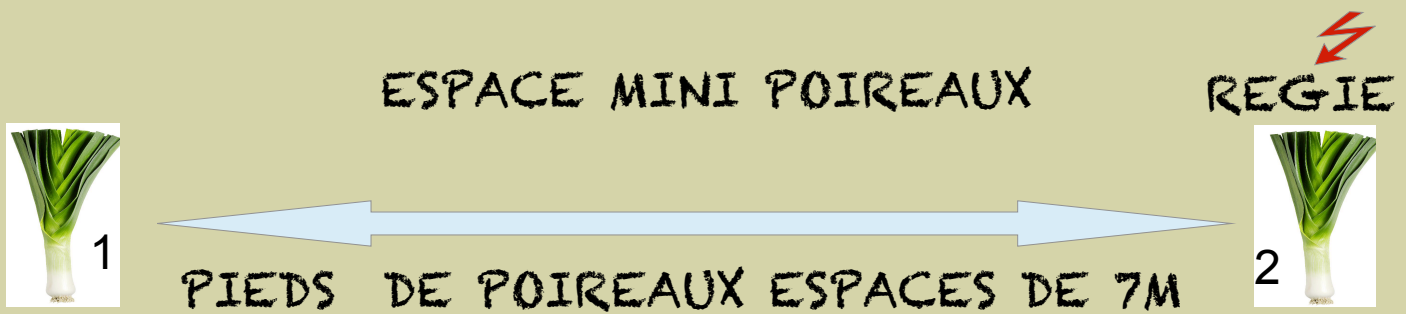 ESPACE MINI POIREAUX
REGIE
1
2
PIEDS DE POIREAUX ESPACES DE 7M